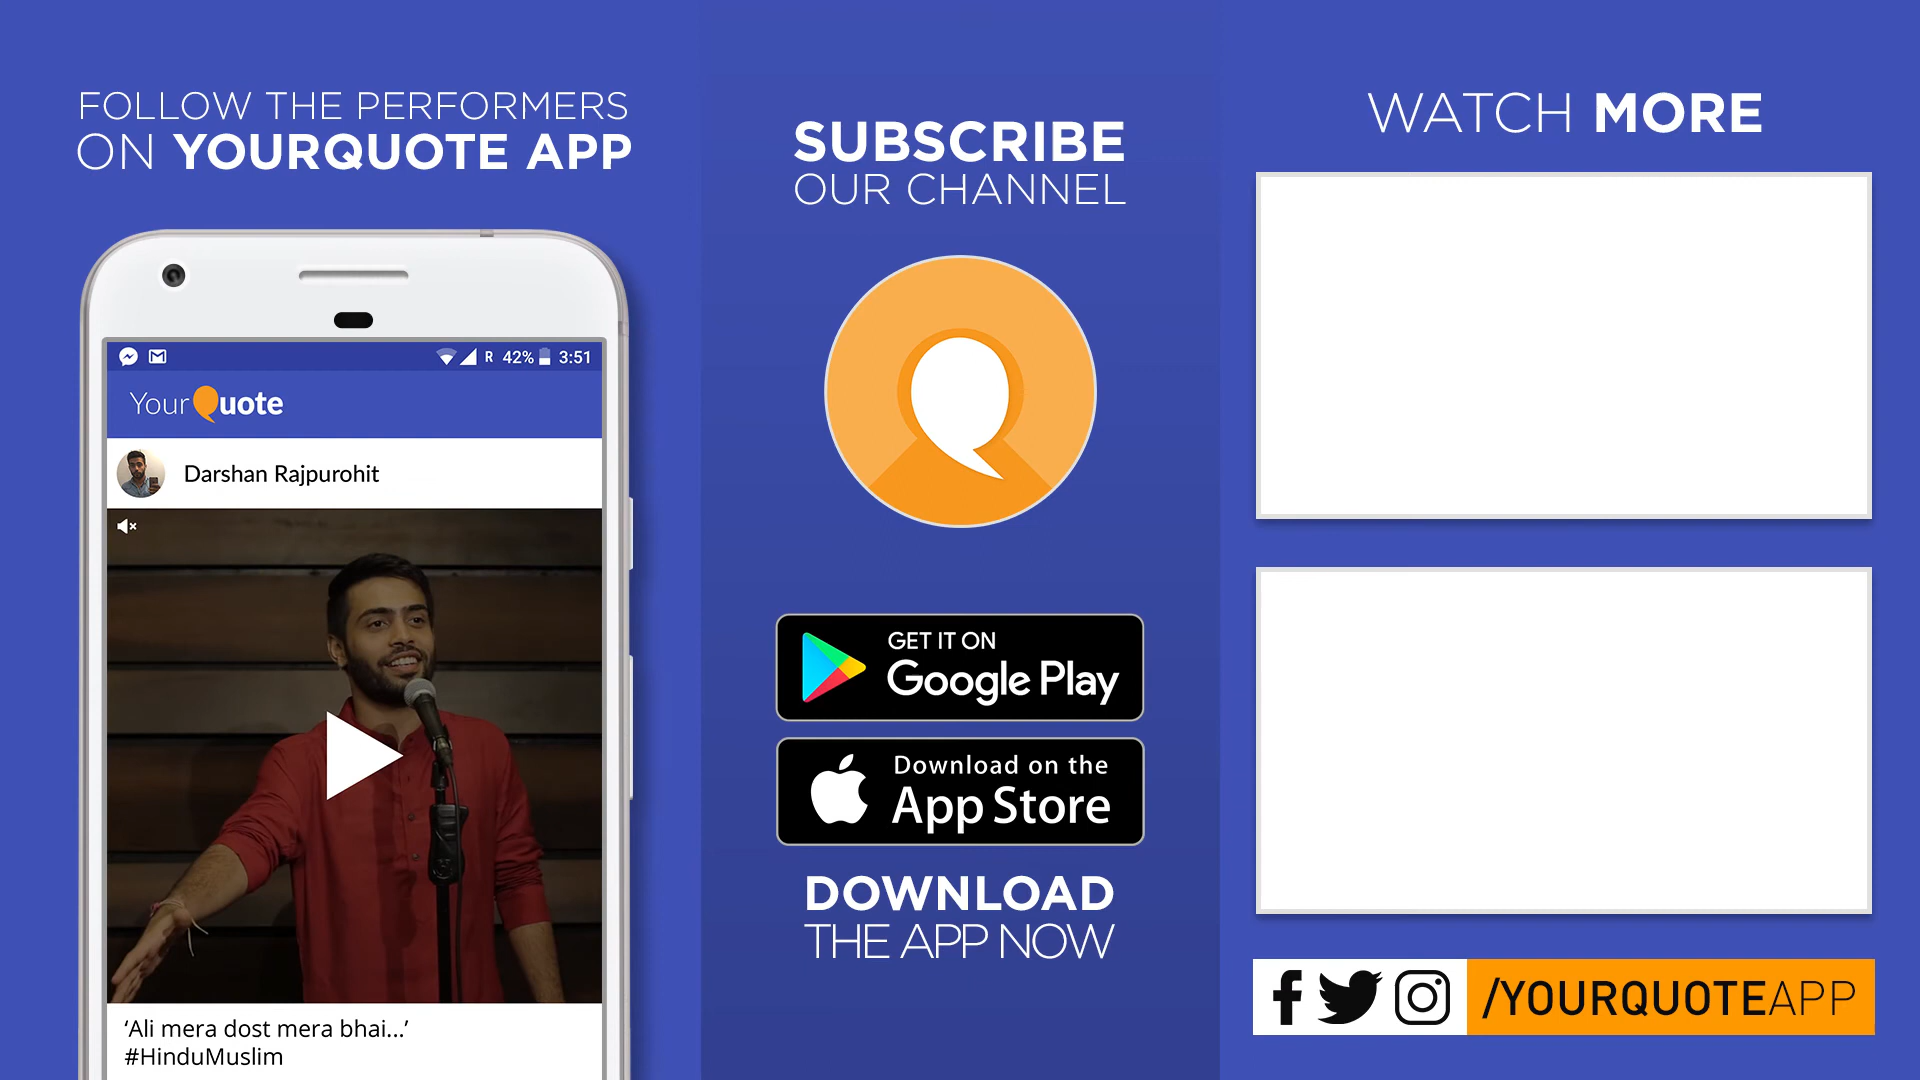 FOLLOW THE PERFORMERS
ON YOURQUOTE APP
R 42% 3:51
YourQuote
Darshan Rajpurohit
‘Ali mera dost mera bhai...’
#HinduMuslim
SUBSCRIBE
OUR CHANNEL
GET IT ON
Google Play
Download on the
App Store
DOWNLOAD
THE APP NOW
WATCH MORE
/YOURQUOTEAPP